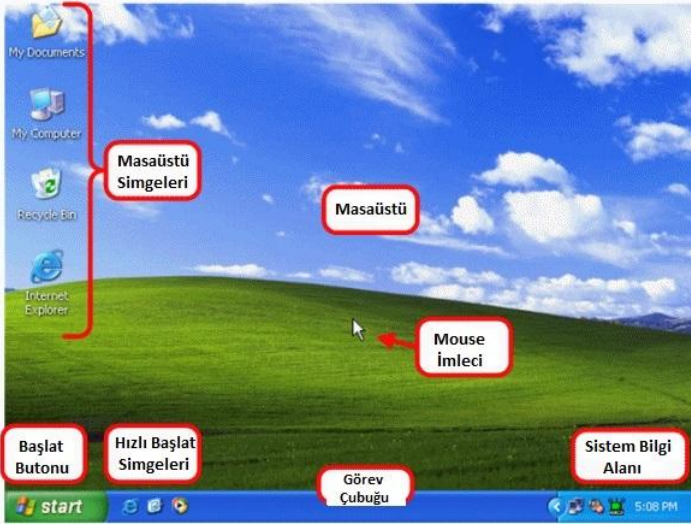 My Documents
My Computer
Masaüstü
Simgeleri
Masaüstü
Recycle Bin
Internet
Explorer
Mouse
İmleci
Başlat
Butonu
Hızlı Başlat
Simgeleri
Görev
Çubuğu
Sistem Bilgi
Alanı
start
5:08 PM